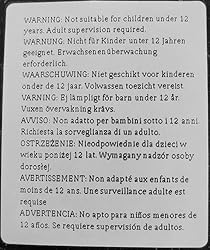 WARNING: Not suitable for children under 12
years. Adult supervision required.
WARNUNG: Nicht für Kinder unter 12 Jahren
geeignet. Erwachsenenüberwachung
erforderlich.
WAARSCHUWING: Niet geschikt voor kinderen
onder de 12 jaar. Volwassen toezicht vereist.
VARNING: Ej lämpligt för barn under 12 år.
Vuxen övervakning krävs.
AVVISO: Non adatto per bambini sotto i 12 anni.
Richiesta la sorveglianza di un adulto.
OSTRZEŻENIE: Nieodpowiednie dla dzieci w
wieku poniżej 12 lat. Wymagany nadzór osoby
dorosłej.
AVERTISSEMENT: Non adapté aux enfants de
moins de 12 ans. Une surveillance adulte est
requise
ADVERTENCIA: No apto para niños menores de
12 años. Se requiere supervisión de adultos.